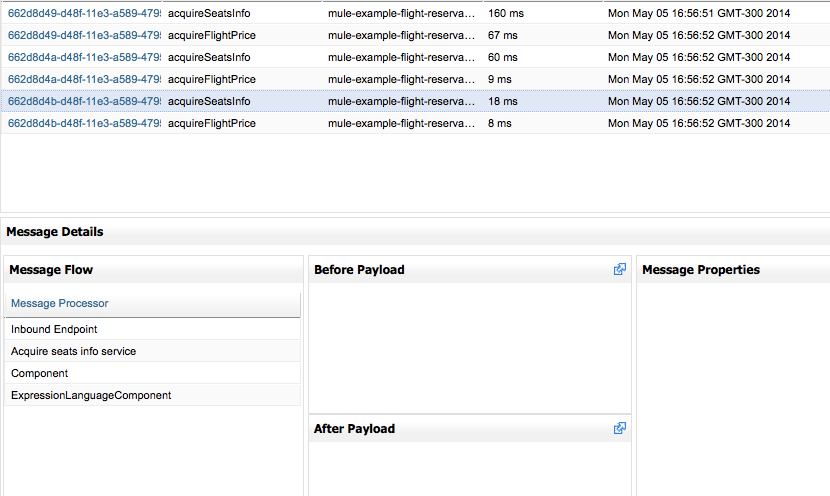 662d8d49-d48f-11e3-a589-4795 acquireSeatsInfo mule-example-flight-reserva... 160 ms Mon May 05 16:56:51 GMT-300 2014
662d8d49-d48f-11e3-a589-4795 acquireFlightPrice mule-example-flight-reserva... 67 ms Mon May 05 16:56:52 GMT-300 2014
662d8d4a-d48f-11e3-a589-4795 acquireSeatsInfo mule-example-flight-reserva... 60 ms Mon May 05 16:56:52 GMT-300 2014
662d8d4a-d48f-11e3-a589-4795 acquireFlightPrice mule-example-flight-reserva... 9 ms Mon May 05 16:56:52 GMT-300 2014
662d8d4b-d48f-11e3-a589-4795 acquireSeatsInfo mule-example-flight-reserva... 18 ms Mon May 05 16:56:52 GMT-300 2014
662d8d4b-d48f-11e3-a589-4795 acquireFlightPrice mule-example-flight-reserva... 8 ms Mon May 05 16:56:52 GMT-300 2014
Message Details
Message Flow
Message Processor
Inbound Endpoint
Acquire seats info service
Component
ExpressionLanguageComponent
Before Payload
After Payload
Message Properties